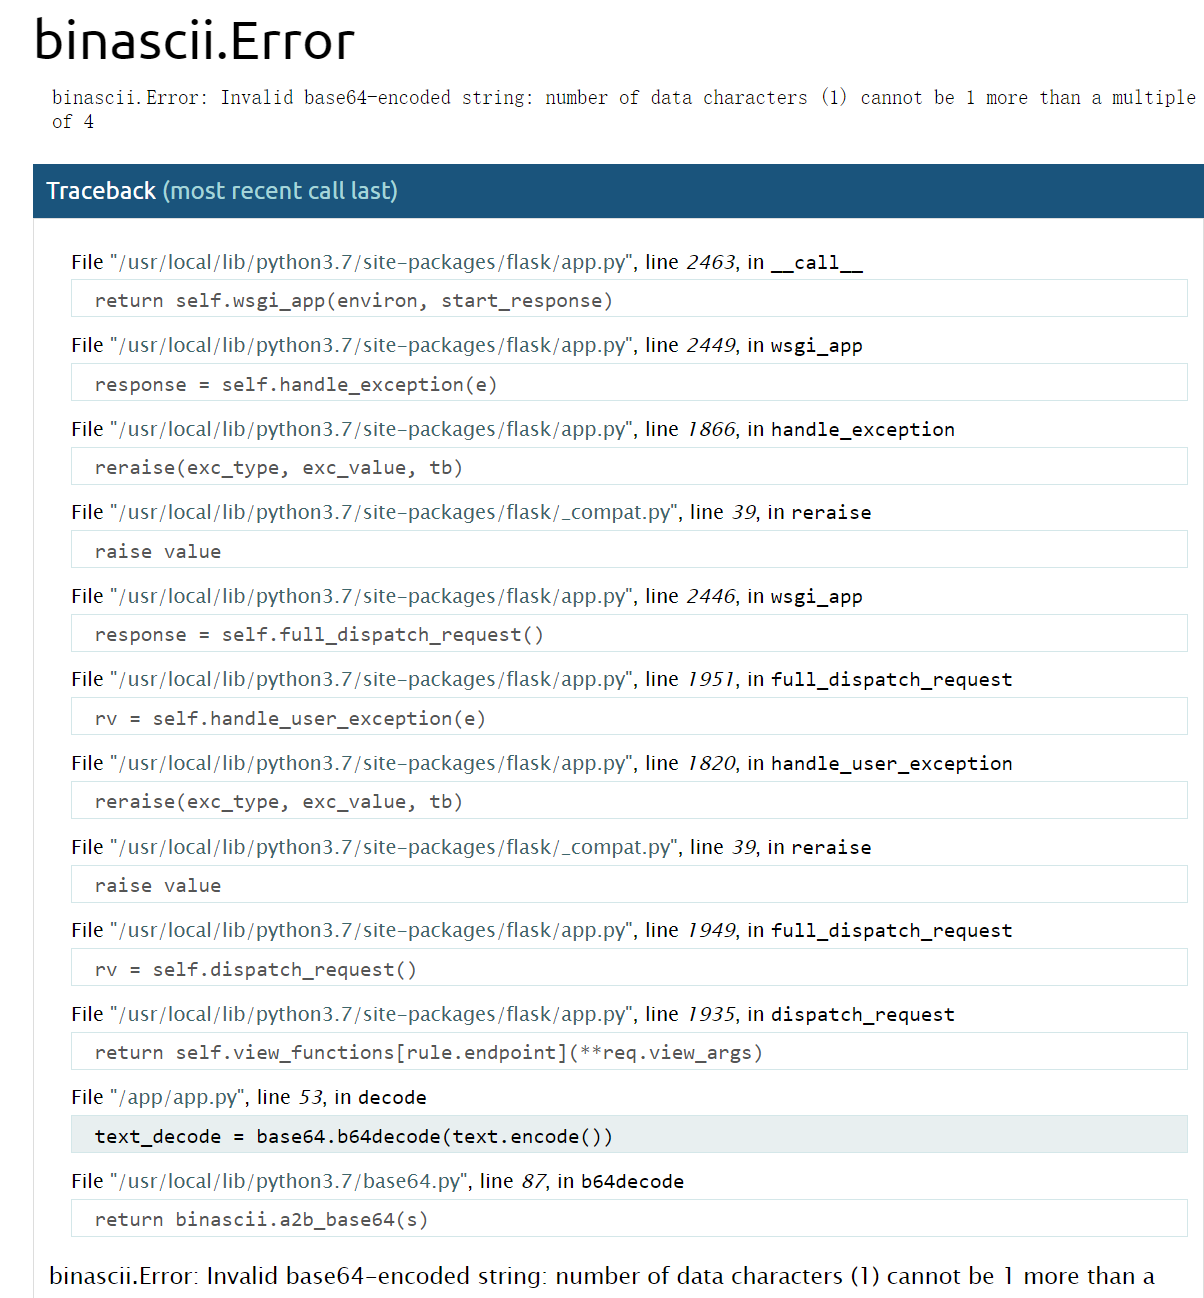 binascii.Error
binascii.Error: Invalid base64-encoded string: number of data characters (1) cannot be 1 more than a multiple
of 4
Traceback (most recent call last)
File "/usr/local/lib/python3.7/site-packages/flask/app.py", line 2463, in __call__
return self.wsgi_app(environ, start_response)
File "/usr/local/lib/python3.7/site-packages/flask/app.py", line 2449, in wsgi_app
response = self.handle_exception(e)
File "/usr/local/lib/python3.7/site-packages/flask/app.py", line 1866, in handle_exception
reraise(exc_type, exc_value, tb)
File "/usr/local/lib/python3.7/site-packages/flask/_compat.py", line 39, in reraise
raise value
File "/usr/local/lib/python3.7/site-packages/flask/app.py", line 2446, in wsgi_app
response = self.full_dispatch_request()
File "/usr/local/lib/python3.7/site-packages/flask/app.py", line 1951, in full_dispatch_request
rv = self.handle_user_exception(e)
File "/usr/local/lib/python3.7/site-packages/flask/app.py", line 1820, in handle_user_exception
reraise(exc_type, exc_value, tb)
File "/usr/local/lib/python3.7/site-packages/flask/_compat.py", line 39, in reraise
raise value
File "/usr/local/lib/python3.7/site-packages/flask/app.py", line 1949, in full_dispatch_request
rv = self.dispatch_request()
File "/usr/local/lib/python3.7/site-packages/flask/app.py", line 1935, in dispatch_request
return self.view_functions[rule.endpoint](**req.view_args)
File "/app/app.py", line 53, in decode
text_decode = base64.b64decode(text.encode())
File "/usr/local/lib/python3.7/base64.py", line 87, in b64decode
return binascii.a2b_base64(s)
binascii.Error: Invalid base64-encoded string: number of data characters (1) cannot be 1 more than a